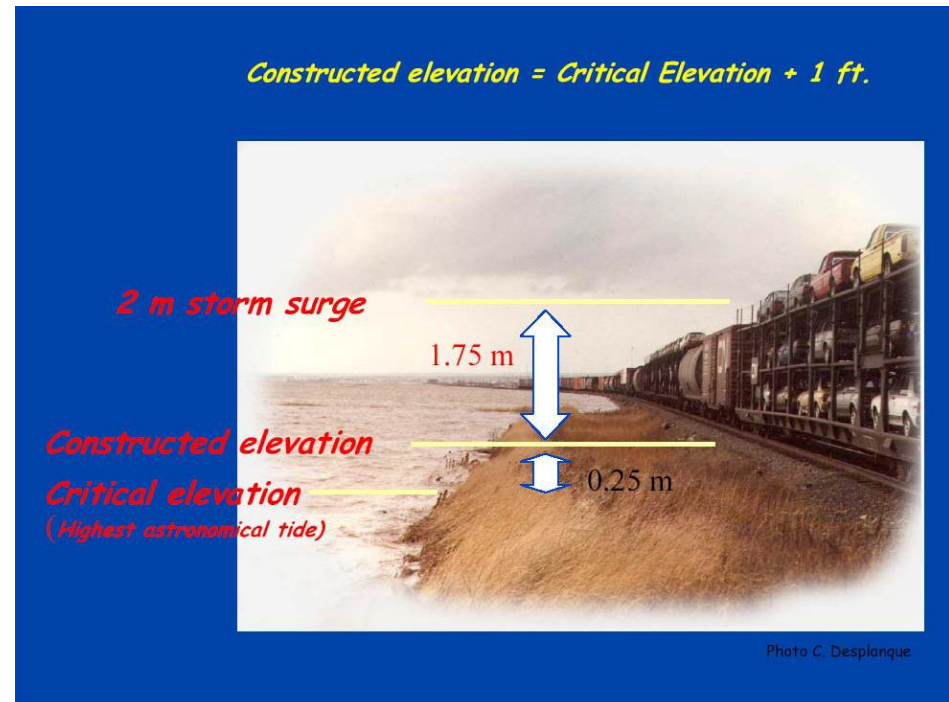 Constructed elevation = Critical Elevation + 1 ft.
2 m storm surge
1.75 m
Constructed elevation
0.25 m
Critical elevation
(Highest astronomical tide)
Photo C. Desplanque